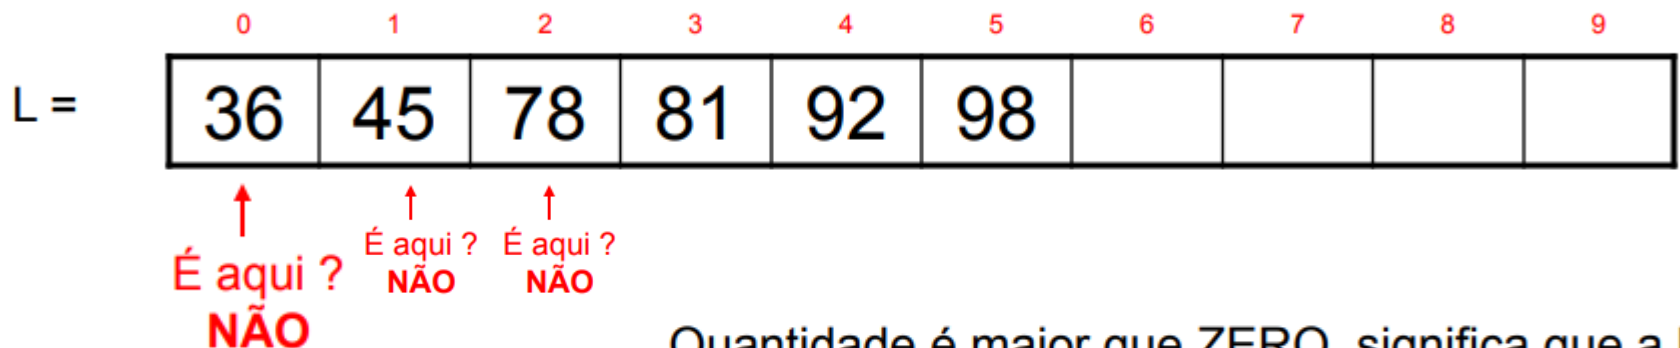 0 1 2 3 4 5 6 7 8 9
L = 36 45 78 81 92 98
É aqui ? É aqui ? É aqui ?
NÃO NÃO NÃO
Quantidade é maior que ZERO, significa que a